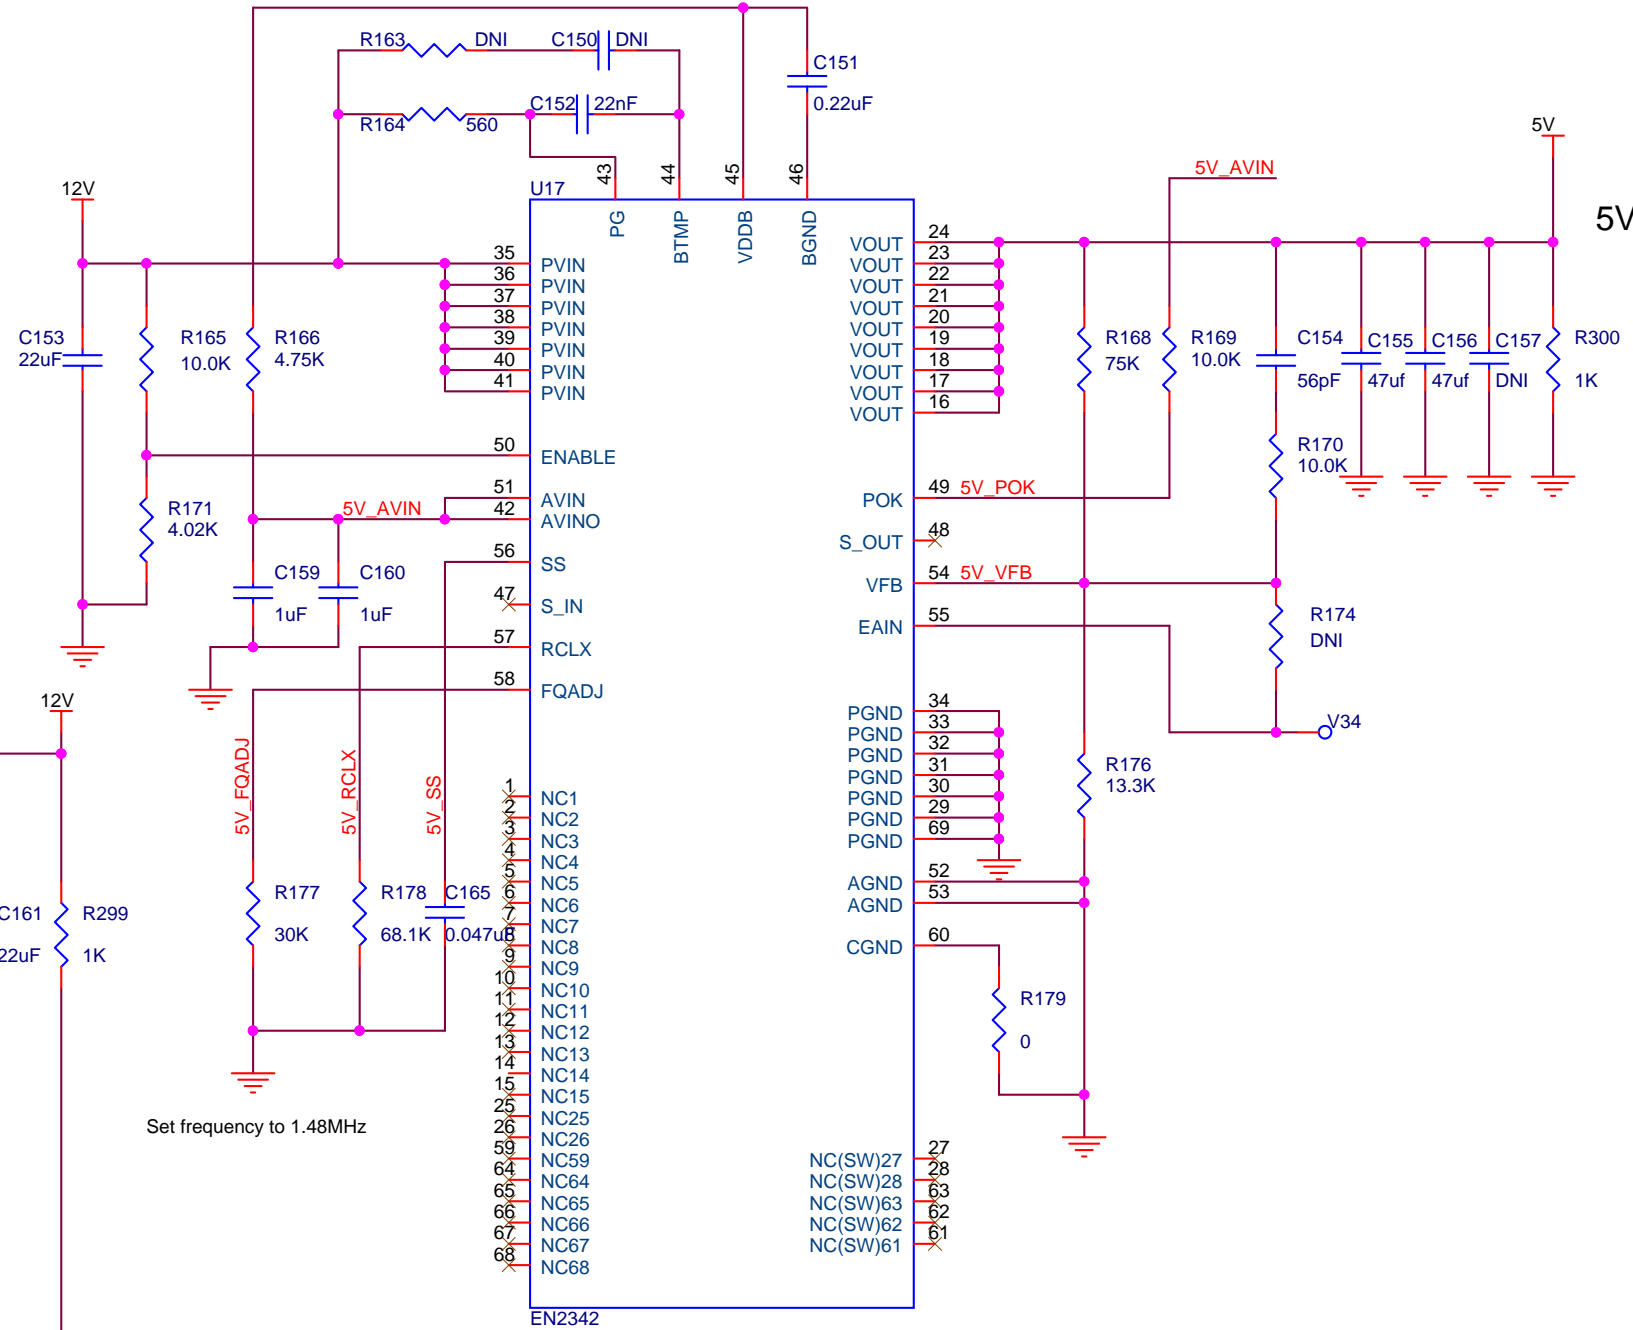 R163 DNI C150 DNI
C151
0.22uF
C152 22nF
R164 560
5V
5V_AVIN
43 44 45 46
12V
U17
5V
PG BTMP VDDB BGND
35 PVIN
36 PVIN
37 PVIN
38 PVIN
39 PVIN
40 PVIN
41 PVIN
VOUT 24
VOUT 23
VOUT 22
VOUT 21
VOUT 20
VOUT 19
VOUT 18
VOUT 17
VOUT 16
C153
22uF
R165
10.0K
R166
4.75K
R168
75K
R169
10.0K
C154
56pF
C155
47uf
C156
47uf
C157
DNI
R300
1K
R170
10.0K
50 ENABLE
51 AVIN
5V_AVIN 42 AVINO
R171
4.02K
POK 49 5V_POK
S_OUT 48
56 SS
C159
1uF
C160
1uF
VFB 54 5V_VFB
47 S_IN
EAIN 55
R174
DNI
57 RCLX
58 FQADJ
12V
V34
PGND 34
PGND 33
PGND 32
PGND 31
PGND 30
PGND 29
PGND 69
R176
13.3K
5V_FQADJ
5V_RCLX
5V_SS
1 NC1
2 NC2
3 NC3
4 NC4
5 NC5
6 NC6
7 NC7
8 NC8
9 NC9
10 NC10
11 NC11
12 NC12
13 NC13
14 NC14
15 NC15
25 NC25
26 NC26
59 NC59
64 NC64
65 NC65
66 NC66
67 NC67
68 NC68
AGND 52
AGND 53
CGND 60
C161
22uF
R299
1K
R177
30K
R178
68.1K
C165
0.047uF
R179
0
Set frequency to 1.48MHz
NC(SW)27 27
NC(SW)28 28
NC(SW)63 63
NC(SW)62 62
NC(SW)61 61
EN2342